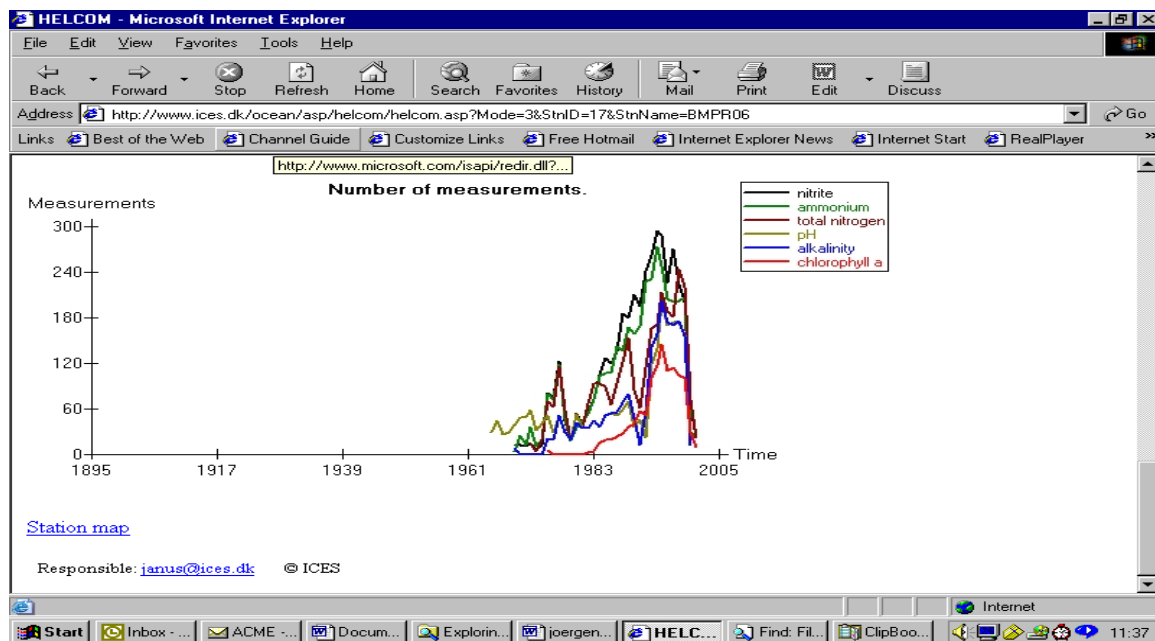 HELCOM - Microsoft Internet Explorer
File Edit View Favorites Tools Help
Back Forward Stop Refresh Home Search Favorites History Mail Print Edit Discuss
Address http://www.ices.dk/ocean/asp/helcom/helcom.asp?Mode=3&StnID=17&StnName=BMPR06 Go
Links Best of the Web Channel Guide Customize Links Free Hotmail Internet Explorer News Internet Start RealPlayer »
http://www.microsoft.com/isapi/redir.dll?...
Number of measurements.
Measurements
300
240
180
120
60
0
1895 1917 1939 1961 1983 2005
Time
nitrite
ammonium
total nitrogen
pH
alkalinity
chlorophyll a
Station map
Responsible: janus@ices.dk © ICES
Internet
Start Inbox - ... ACME -... Docum... Explorin... joergen... HELC... Find: Fil... ClipBoo... 11:37